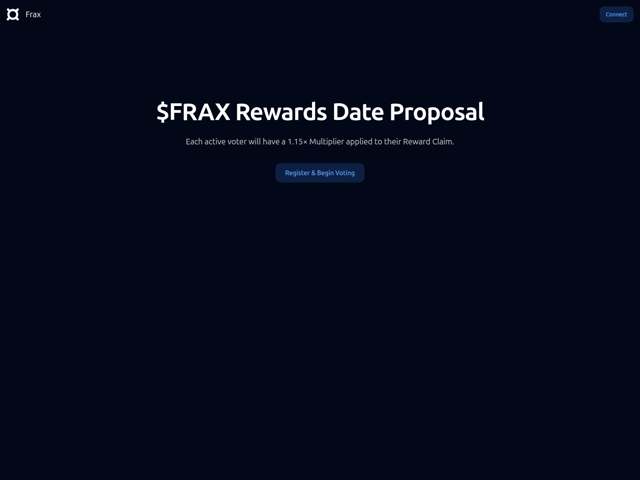 Frax
Connect
$FRAX Rewards Date Proposal
Each active voter will have a 1.15× Multiplier applied to their Reward Claim.
Register & Begin Voting